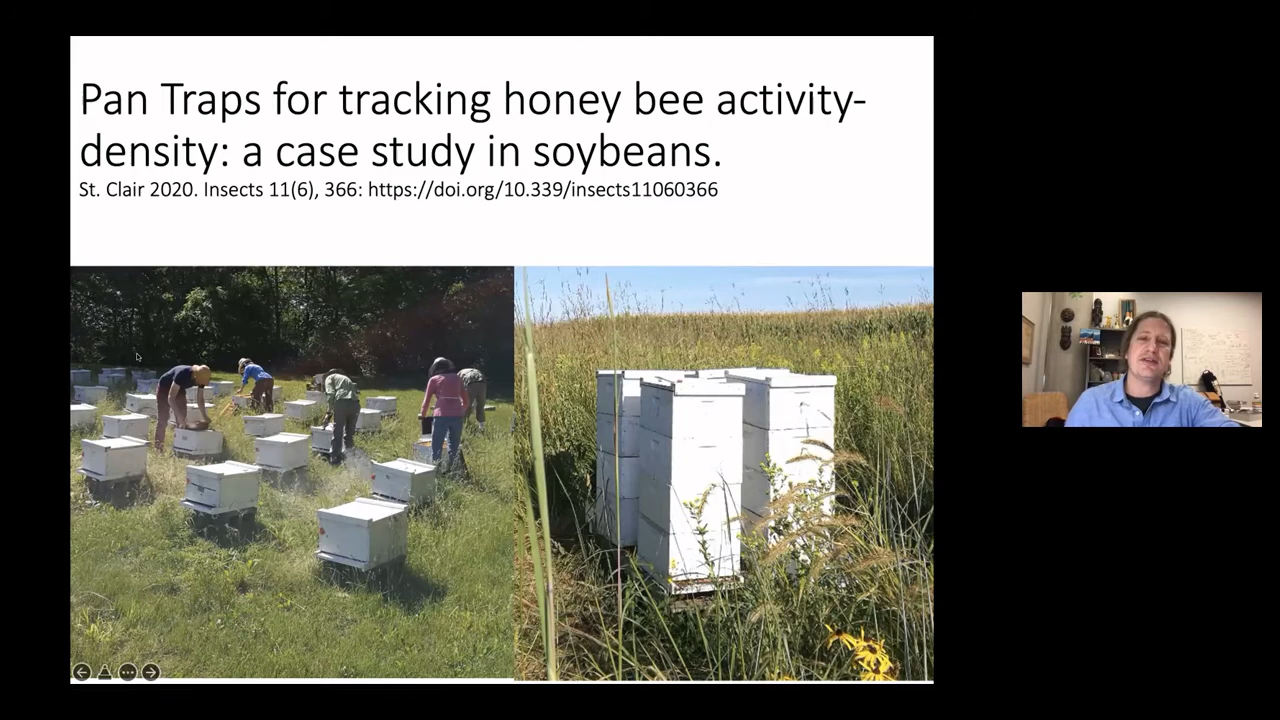 Pan Traps for tracking honey bee activity-
density: a case study in soybeans.
St. Clair 2020. Insects 11(6), 366: https://doi.org/10.339/insects11060366